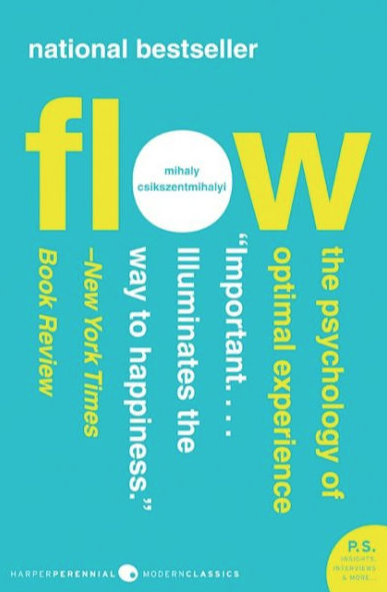 national bestseller
flow
mihaly
csikszentmihalyi
the psychology of
optimal experience
“Important. . . .
Illuminates the
way to happiness.”
—New York Times
Book Review
P.S.
INSIGHTS,
INTERVIEWS
& MORE...
HARPERPERENNIAL MODERNCLASSICS